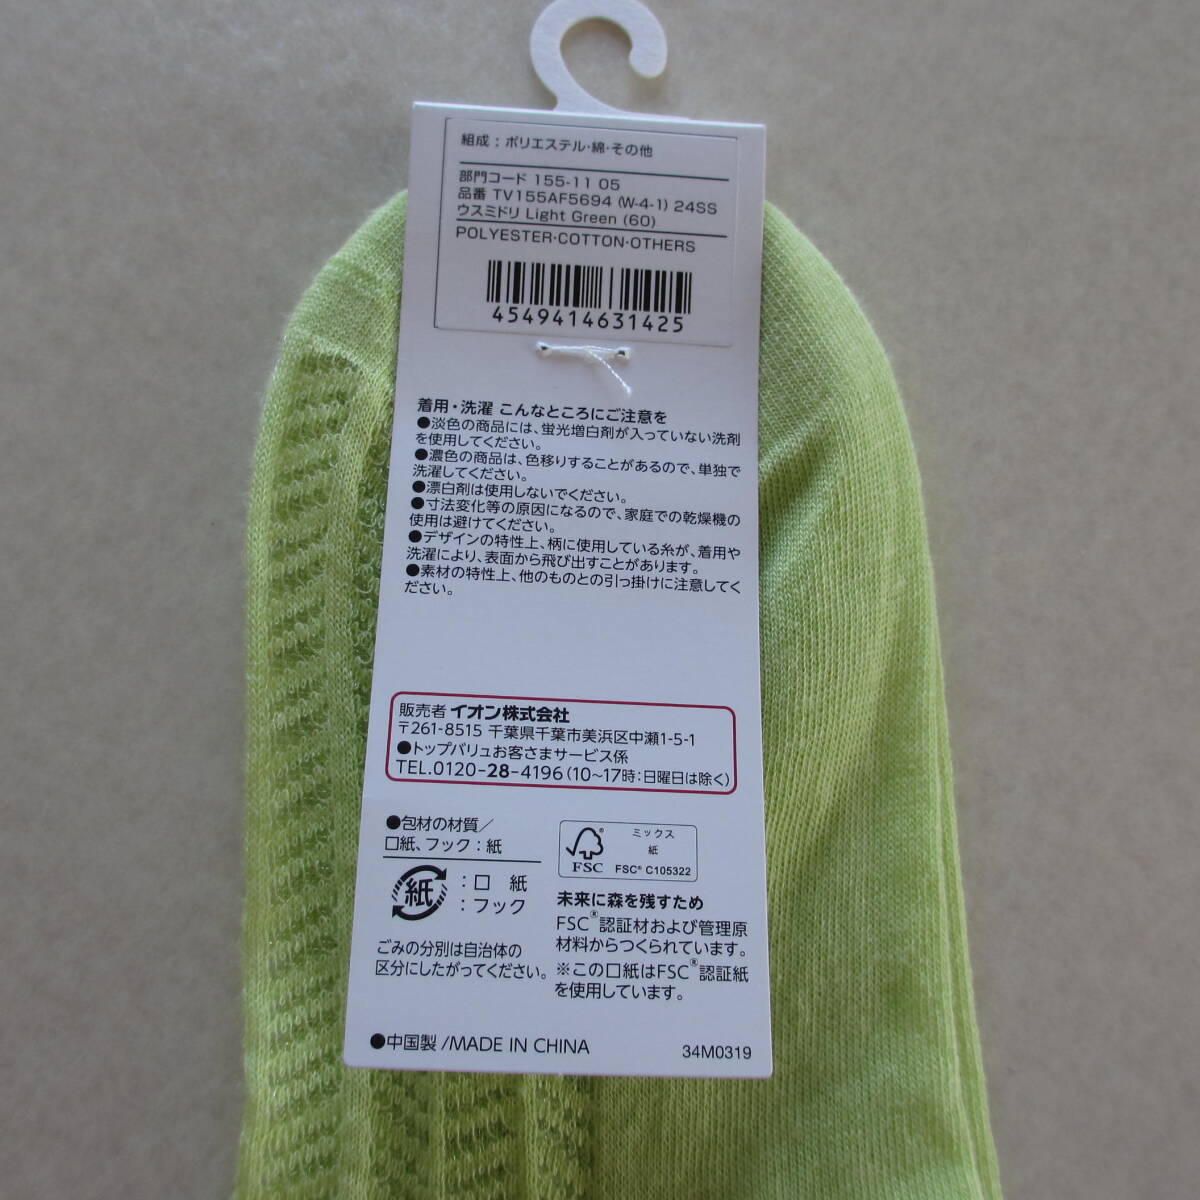 組成：ポリエステル・綿・その他
部門コード 155-11 05
品番 TV155AF5694 (W-4-1) 24SS
ウスミドリ Light Green (60)
POLYESTER・COTTON・OTHERS
4549414631425
着用・洗濯 こんなところにご注意を
●淡色の商品には、蛍光増白剤が入っていない洗剤
を使用してください。
●濃色の商品は、色移りすることがあるので、単独で
洗濯してください。
●漂白剤は使用しないでください。
●寸法変化等の原因になるので、家庭での乾燥機の
使用は避けてください。
●デザインの特性上、柄に使用している糸が、着用や
洗濯により、表面から飛び出すことがあります。
●素材の特性上、他のものとの引っ掛けに注意してく
ださい。
販売者 イオン株式会社
〒261-8515 千葉県千葉市美浜区中瀬1-5-1
●トップバリュお客さまサービス係
TEL.0120-28-4196(10~17時:日曜日は除く)
●包材の材質／
口紙、フック：紙
紙
：口 紙
：フック
ごみの分別は自治体の
区分にしたがってください。
FSC
ミックス
紙
FSC® C105322
未来に森を残すため
FSC®認証材および管理原
材料からつくられています。
※この口紙はFSC®認証紙
を使用しています。
●中国製/MADE IN CHINA
34M0319